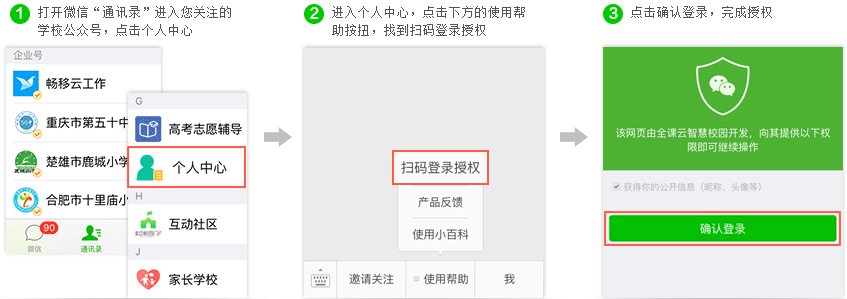 1 打开微信“通讯录”进入您关注的
学校公众号，点击个人中心
企业号
畅移云工作
重庆市第五十中
楚雄市鹿城小学
合肥市十里庙小
90
微信
通讯录
G
高考志愿辅导
个人中心
H
互动社区
J
家长学校
2 进入个人中心，点击下方的使用帮
助按扭，找到扫码登录授权
扫码登录授权
产品反馈
使用小百科
邀请关注
使用帮助
我
3 点击确认登录，完成授权
该网页由全课云智慧校园开发，向其提供以下权
限即可继续操作
获得你的公开信息（昵称、头像等）
确认登录